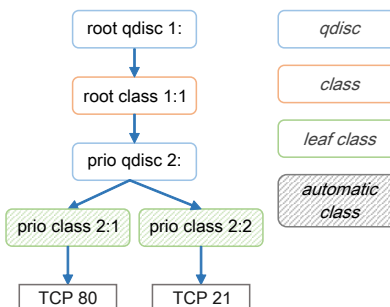 root qdisc 1:
qdisc
root class 1:1
class
prio qdisc 2:
leaf class
automatic
class
prio class 2:1
prio class 2:2
TCP 80
TCP 21